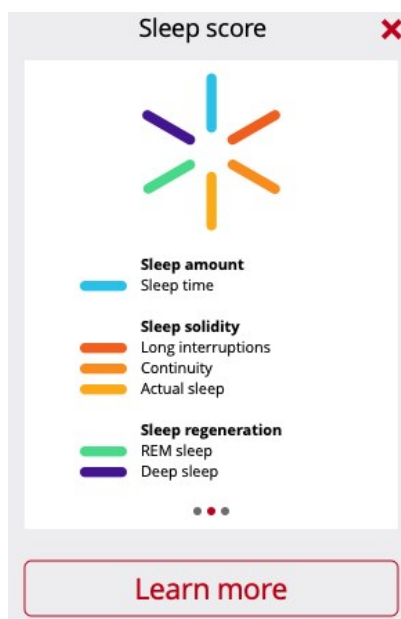 Sleep score
Sleep amount
Sleep time
Sleep solidity
Long interruptions
Continuity
Actual sleep
Sleep regeneration
REM sleep
Deep sleep
Learn more